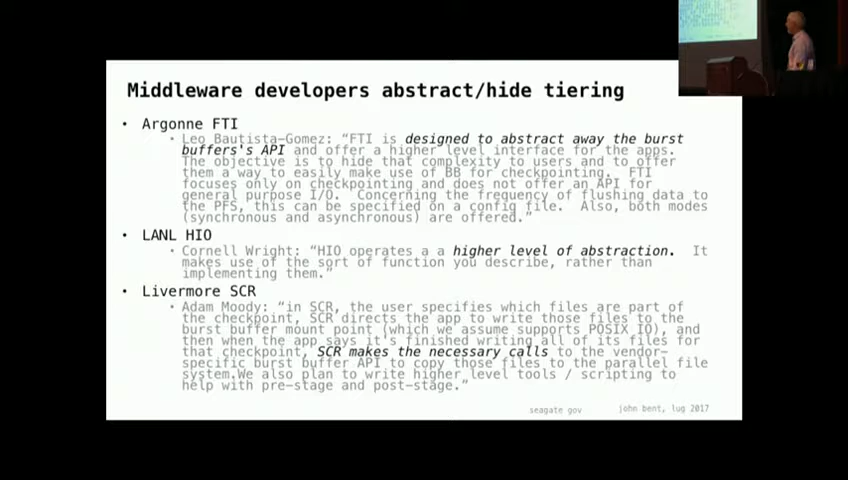 Middleware developers abstract/hide tiering
• Argonne FTI
• Leo Bautista-Gomez: “FTI is designed to abstract away the burst
buffers's API and offer a higher level interface for the apps.
The objective is to hide that complexity to users and to offer
them a way to easily make use of BB for checkpointing. FTI
focuses only on checkpointing and does not offer an API for
general purpose I/O. Concerning the frequency of flushing data to
the PFS, this can be specified on a config file. Also, both modes
(synchronous and asynchronous) are offered.”
• LANL HIO
• Cornell Wright: “HIO operates a a higher level of abstraction. It
makes use of the sort of function you describe, rather than
implementing them.”
• Livermore SCR
• Adam Moody: “in SCR, the user specifies which files are part of
the checkpoint, SCR directs the app to write those files to the
burst buffer mount point (which we assume supports POSIX IO), and
then when the app says it's finished writing all of its files for
that checkpoint, SCR makes the necessary calls to the vendor-
specific burst buffer API to copy those files to the parallel file
system.We also plan to write higher level tools / scripting to
help with pre-stage and post-stage.”
seagate gov
john bent, lug 2017